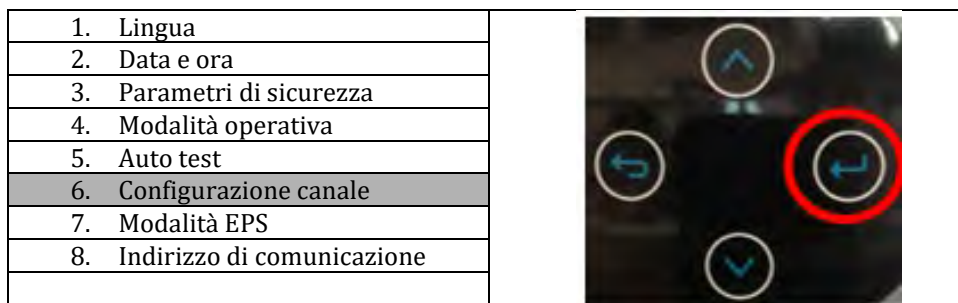 1. Lingua
2. Data e ora
3. Parametri di sicurezza
4. Modalità operativa
5. Auto test
6. Configurazione canale
7. Modalità EPS
8. Indirizzo di comunicazione